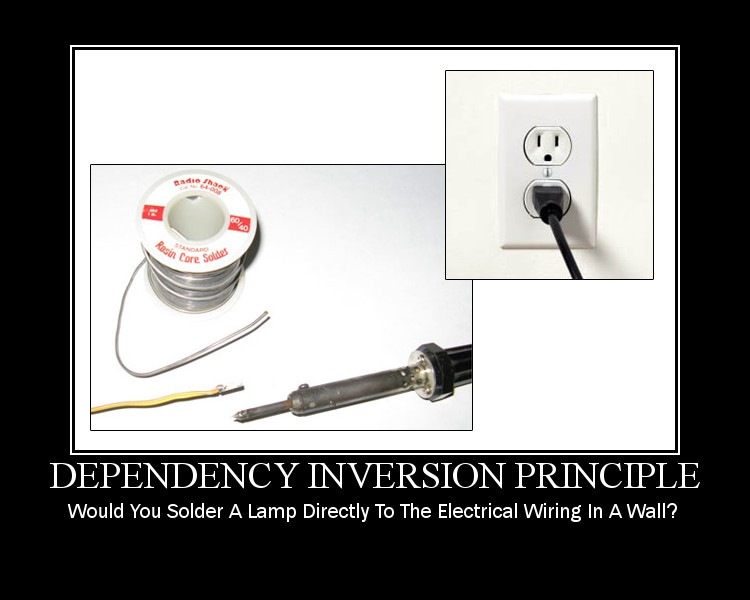 Radio Shack
Cat. No. 64-008
60/40
STANDARD
Rosin Core Solder
DEPENDENCY INVERSION PRINCIPLE
Would You Solder A Lamp Directly To The Electrical Wiring In A Wall?